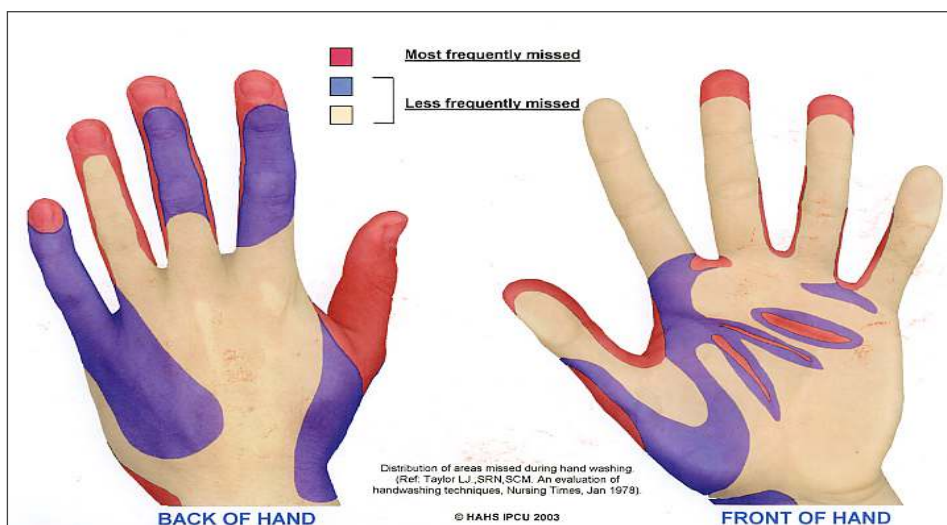 Most frequently missed
Less frequently missed
Distribution of areas missed during hand washing.
(Ref: Taylor LJ.,SRN,SCM. An evaluation of
handwashing techniques, Nursing Times, Jan 1978).
BACK OF HAND
© HAHS IPCU 2003
FRONT OF HAND